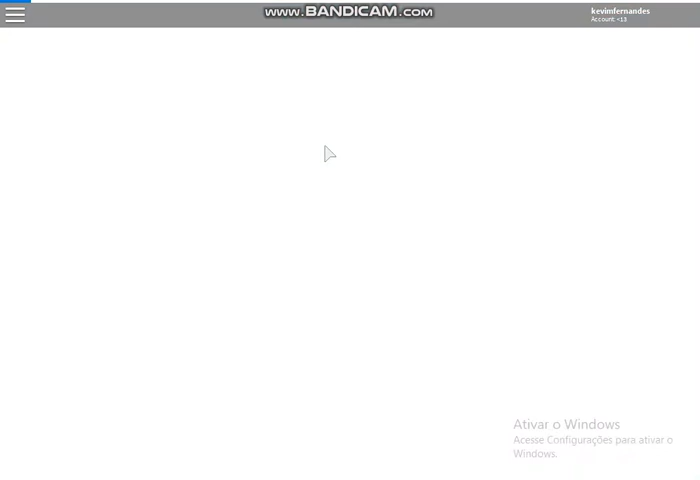 www.BANDICAM.com
kevimfernandes
Account: <13
Ativar o Windows
Acesse Configurações para ativar o
Windows.